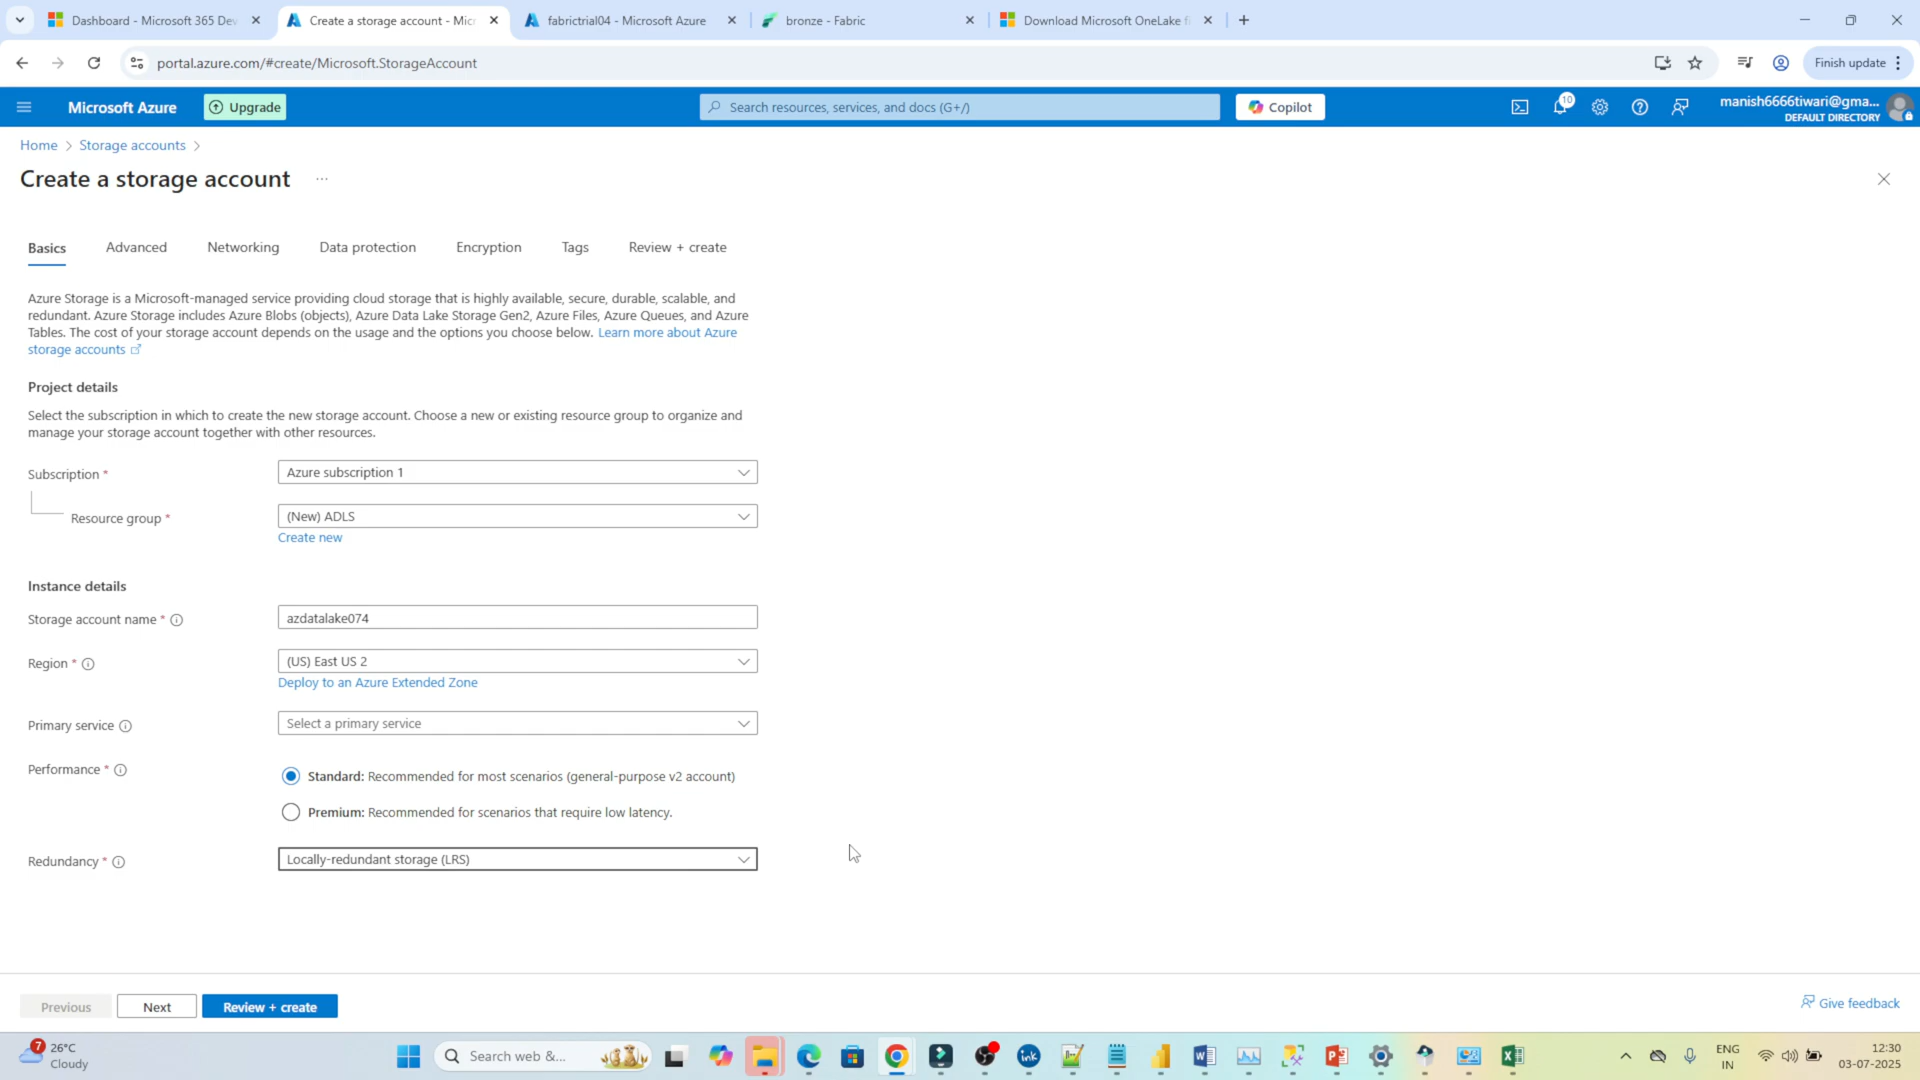 Dashboard - Microsoft 365 Dev
Create a storage account - Micr
fabrictrial04 - Microsoft Azure
bronze - Fabric
Download Microsoft OneLake fi
portal.azure.com/#create/Microsoft.StorageAccount
Finish update
Microsoft Azure
Upgrade
Search resources, services, and docs (G+/)
Copilot
10
manish6666tiwari@gma...
DEFAULT DIRECTORY
Home > Storage accounts >
Create a storage account ...
Basics
Advanced
Networking
Data protection
Encryption
Tags
Review + create
Azure Storage is a Microsoft-managed service providing cloud storage that is highly available, secure, durable, scalable, and
redundant. Azure Storage includes Azure Blobs (objects), Azure Data Lake Storage Gen2, Azure Files, Azure Queues, and Azure
Tables. The cost of your storage account depends on the usage and the options you choose below. Learn more about Azure
storage accounts
Project details
Select the subscription in which to create the new storage account. Choose a new or existing resource group to organize and
manage your storage account together with other resources.
Subscription *
Azure subscription 1
Resource group *
(New) ADLS
Create new
Instance details
Storage account name *
azdatalake074
Region *
(US) East US 2
Deploy to an Azure Extended Zone
Primary service
Select a primary service
Performance *
Standard: Recommended for most scenarios (general-purpose v2 account)
Premium: Recommended for scenarios that require low latency.
Redundancy *
Locally-redundant storage (LRS)
Previous
Next
Review + create
Give feedback
7
26°C
Cloudy
Search web &...
ink
ENG
IN
12:30
03-07-2025